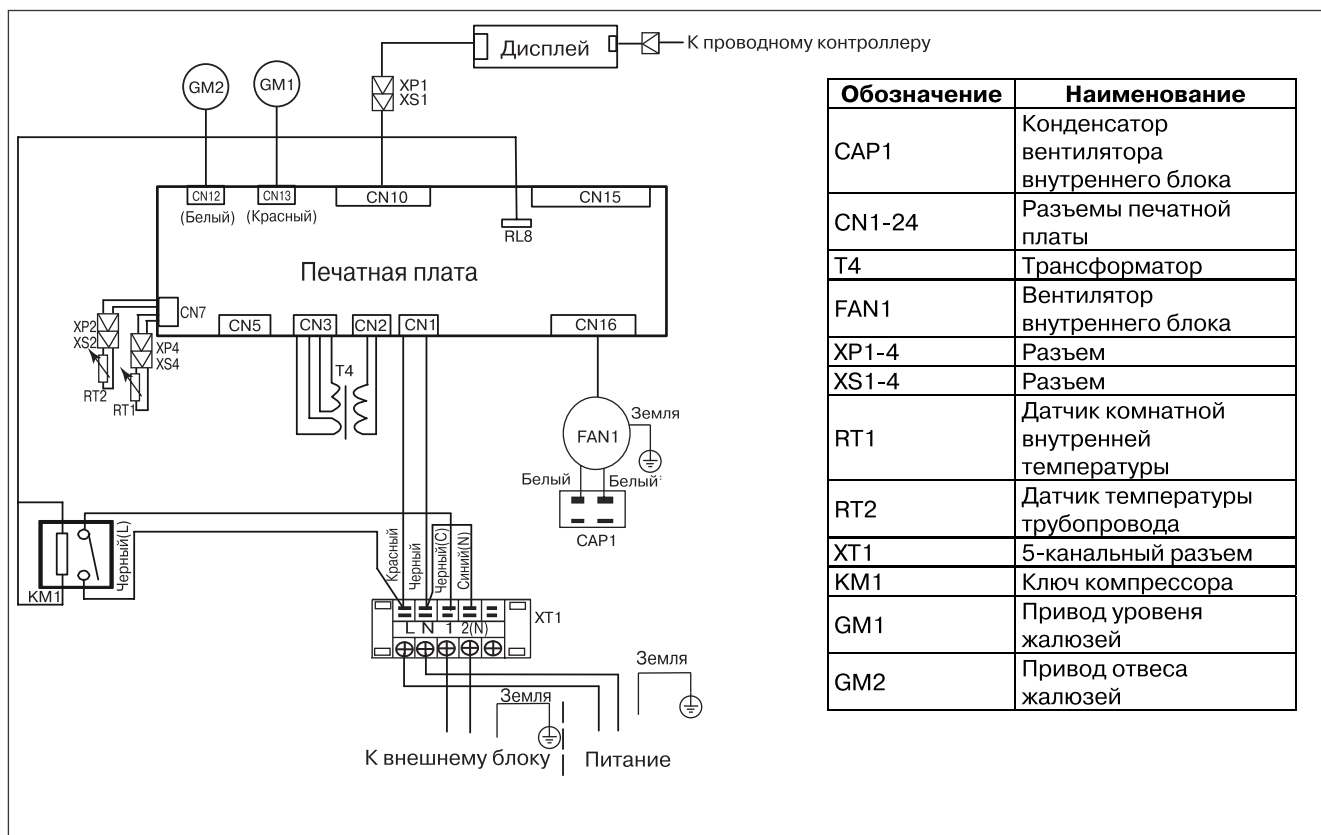 Дисплей
К проводному контроллеру
GM2
GM1
XP1
XS1
CN12
CN13
CN10
CN15
(Белый)
(Красный)
RL8
Печатная плата
CN7
XP2
XS2
XP4
XS4
RT2
RT1
CN5
CN3
CN2
CN1
CN16
T4
FAN1
Земля
Белый
Белый
CAP1
KM1
Черный(L)
Красный
Черный
Черный(C)
Синий(N)
XT1
L N 1 2(N)
Земля
Земля
К внешнему блоку
Питание
Обозначение Наименование
CAP1
Конденсатор
вентилятора
внутреннего блока
CN1-24
Разъемы печатной
платы
T4 Трансформатор
FAN1
Вентилятор
внутреннего блока
XP1-4 Разъем
XS1-4 Разъем
RT1
Датчик комнатной
внутренней
температуры
RT2
Датчик температуры
трубопровода
XT1 5-канальный разъем
KM1 Ключ компрессора
GM1
Привод уровеня
жалюзей
GM2
Привод отвеса
жалюзей